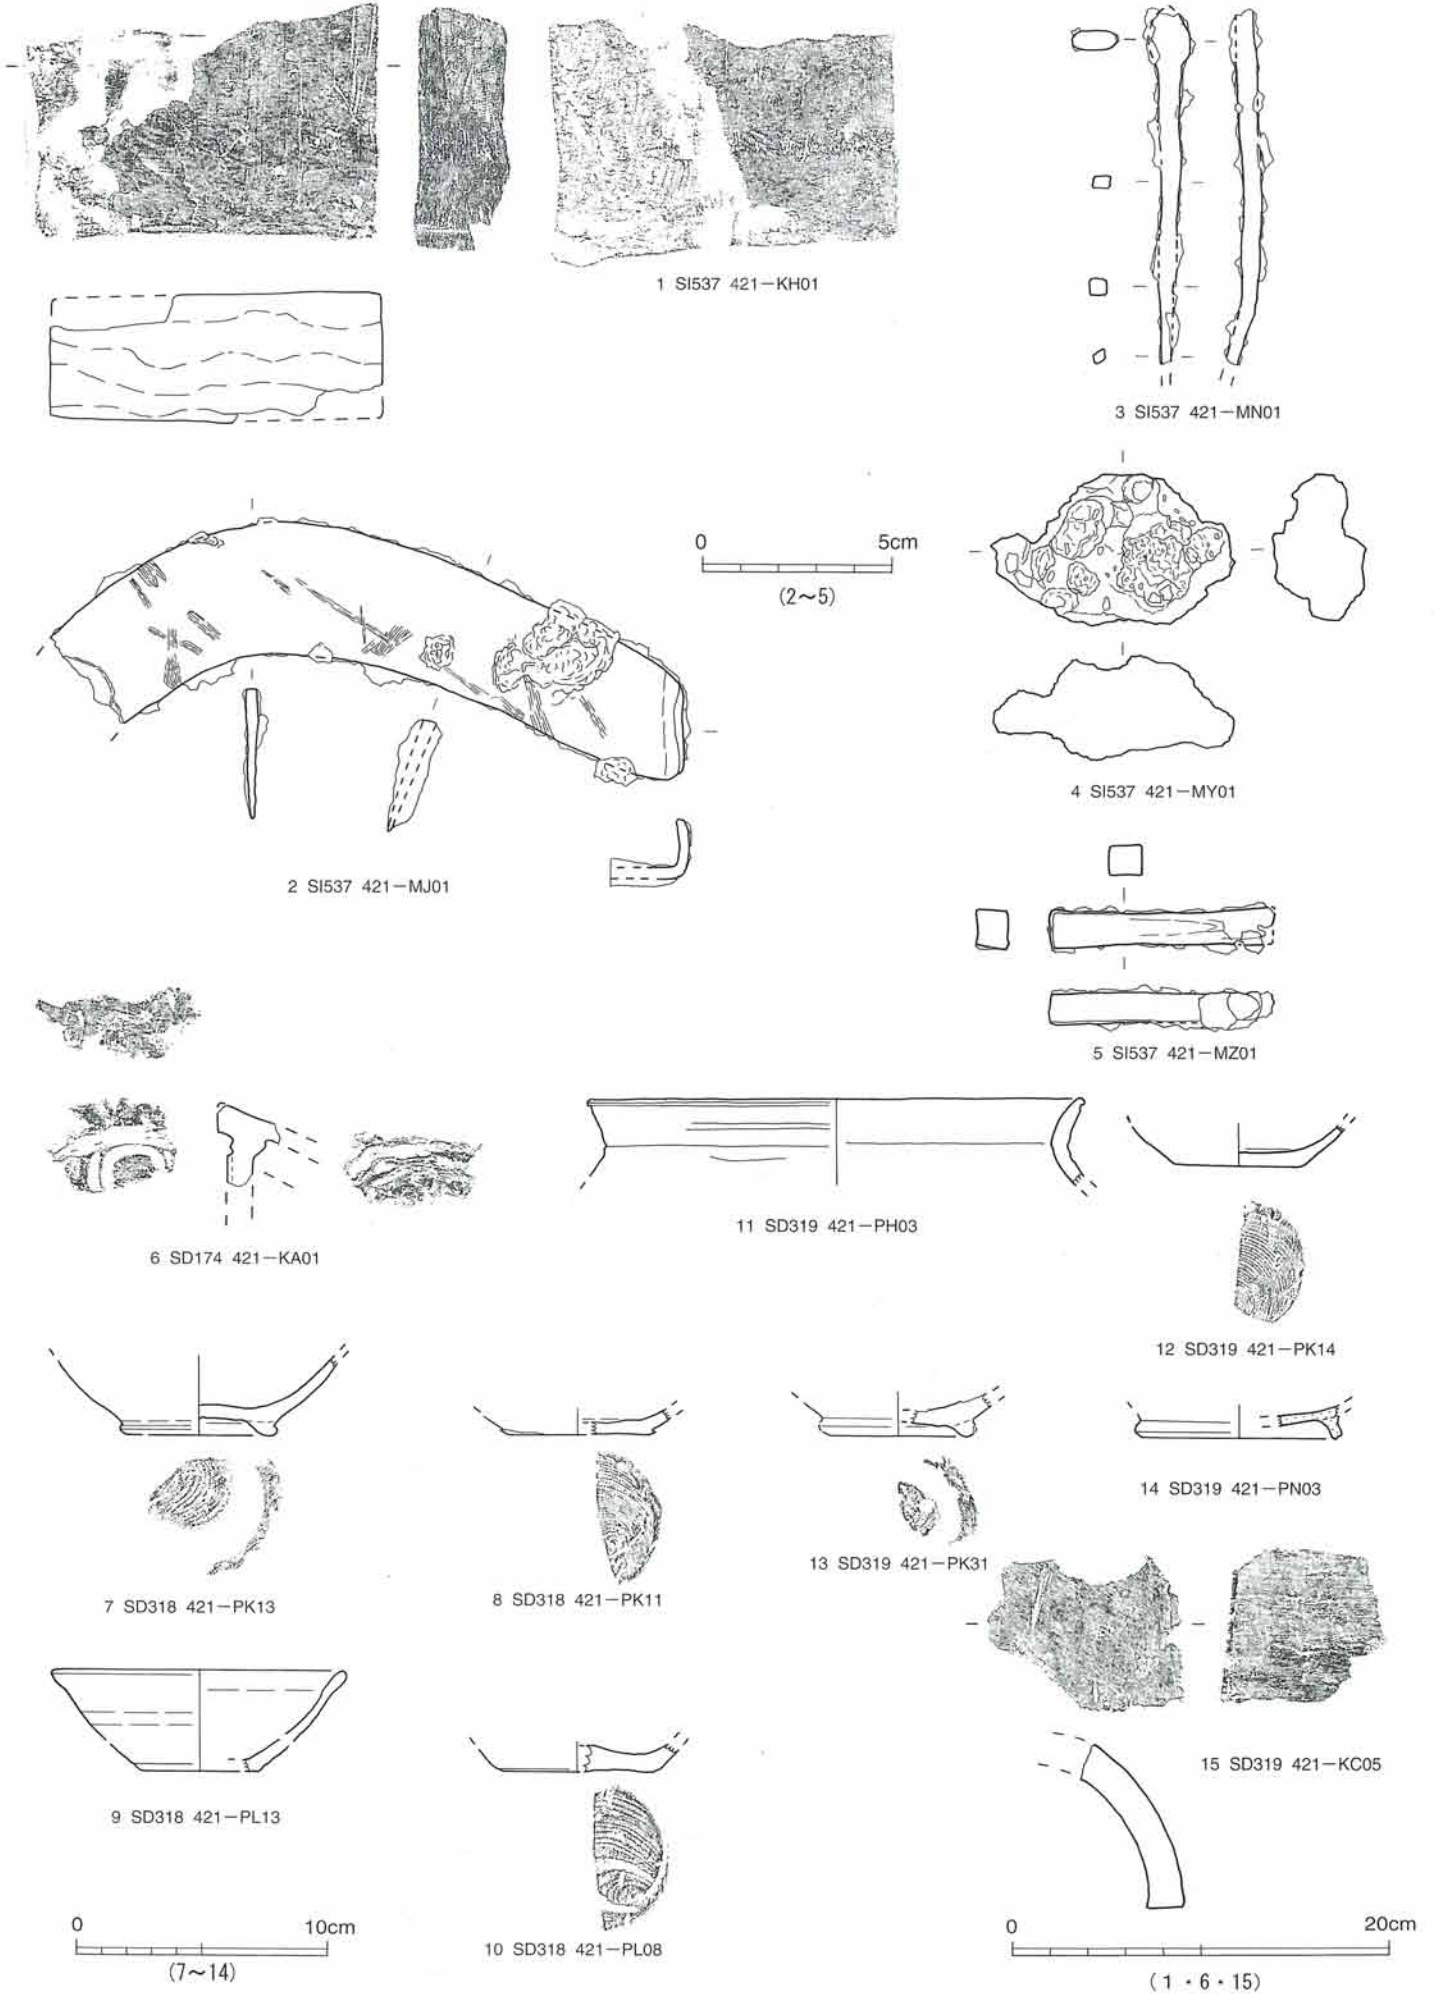 1 SI537 421－KH01
3 SI537 421－MN01
0 5cm
(2〜5)
4 SI537 421－MY01
2 SI537 421－MJ01
5 SI537 421－MZ01
11 SD319 421－PH03
6 SD174 421－KA01
12 SD319 421－PK14
14 SD319 421－PN03
13 SD319 421－PK31
8 SD318 421－PK11
7 SD318 421－PK13
15 SD319 421－KC05
9 SD318 421－PL13
10 SD318 421－PL08
0 10cm
(7〜14)
0 20cm
(1・6・15)